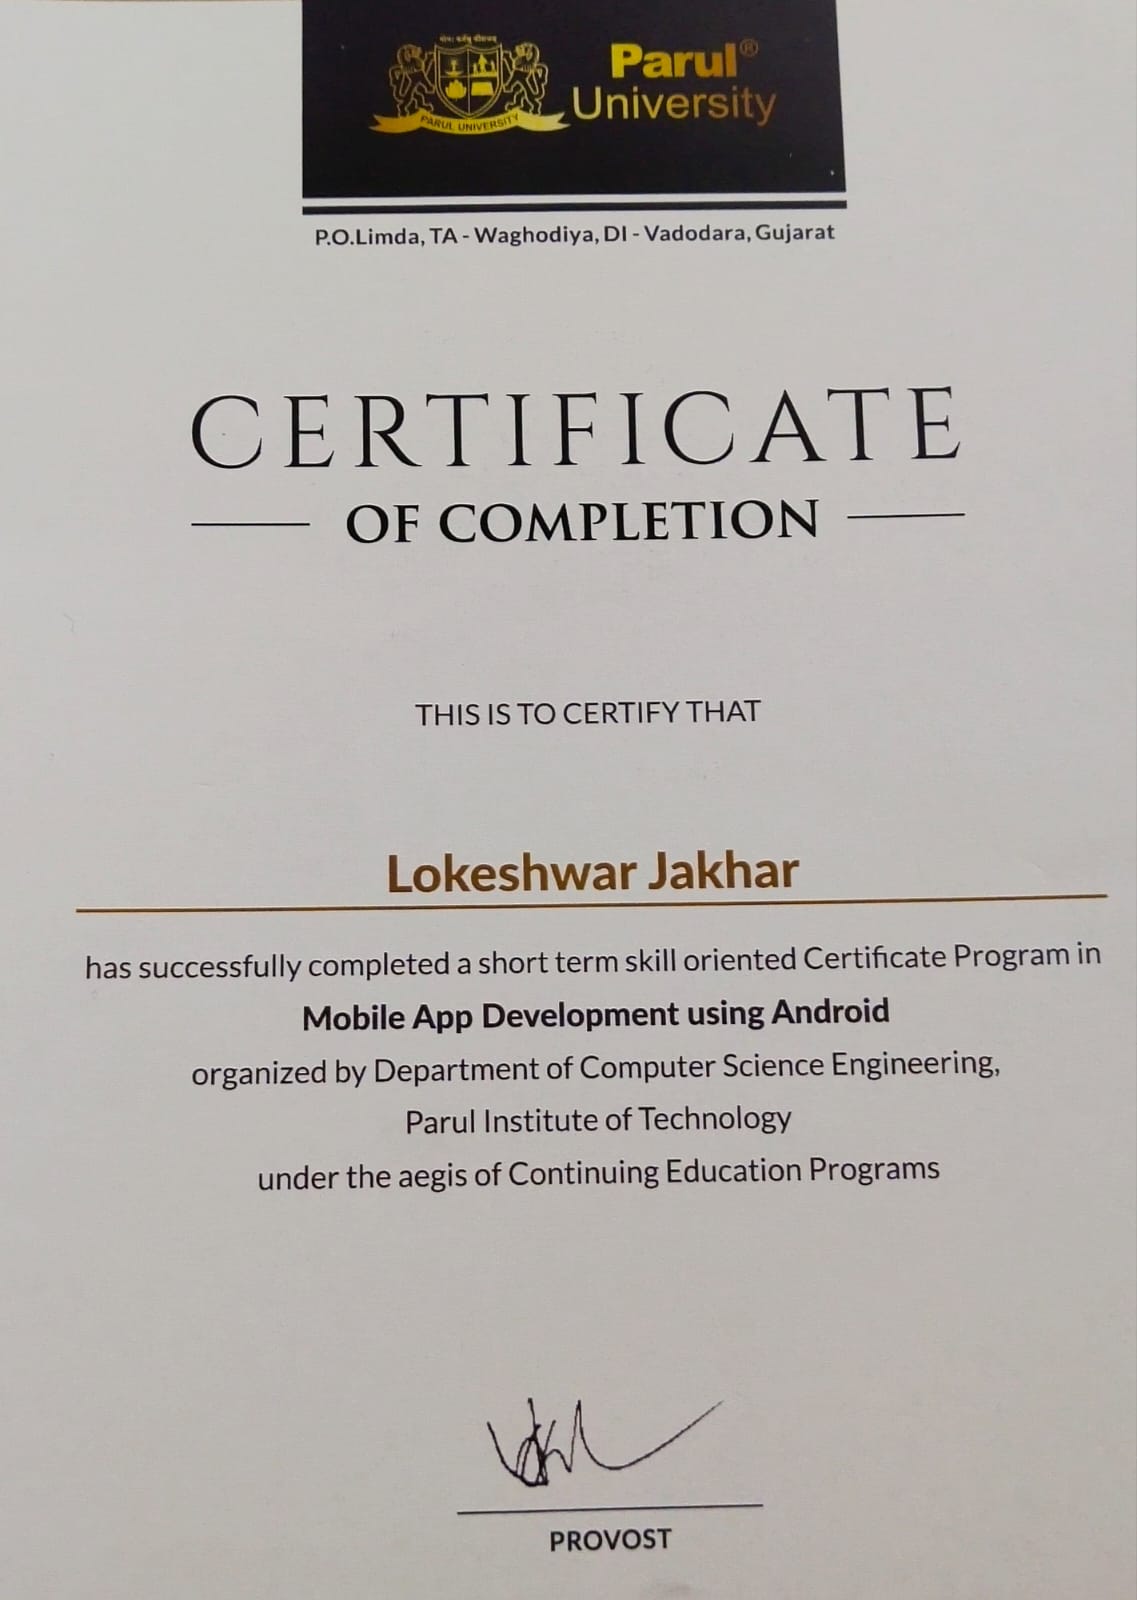 Parul®
University
PARUL UNIVERSITY
P.O.Limda, TA - Waghodiya, DI - Vadodara, Gujarat
CERTIFICATE
OF COMPLETION
THIS IS TO CERTIFY THAT
Lokeshwar Jakhar
has successfully completed a short term skill oriented Certificate Program in
Mobile App Development using Android
organized by Department of Computer Science Engineering,
Parul Institute of Technology
under the aegis of Continuing Education Programs
PROVOST